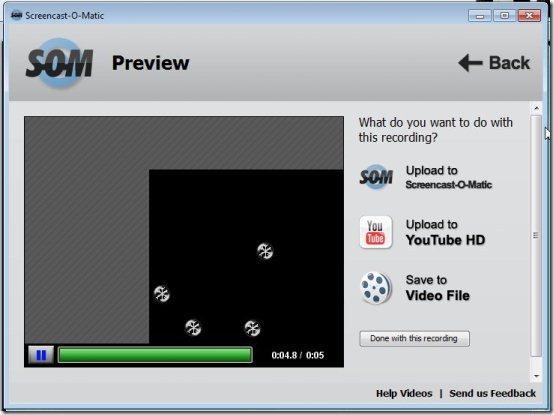 Screencast-O-Matic
SOM
Preview
Back
What do you want to do with
this recording?
SOM
Upload to
Screencast-O-Matic
You
Tube
Upload to
YouTube HD
Save to
Video File
Done with this recording
0:04.8 / 0:05
Help Videos | Send us Feedback